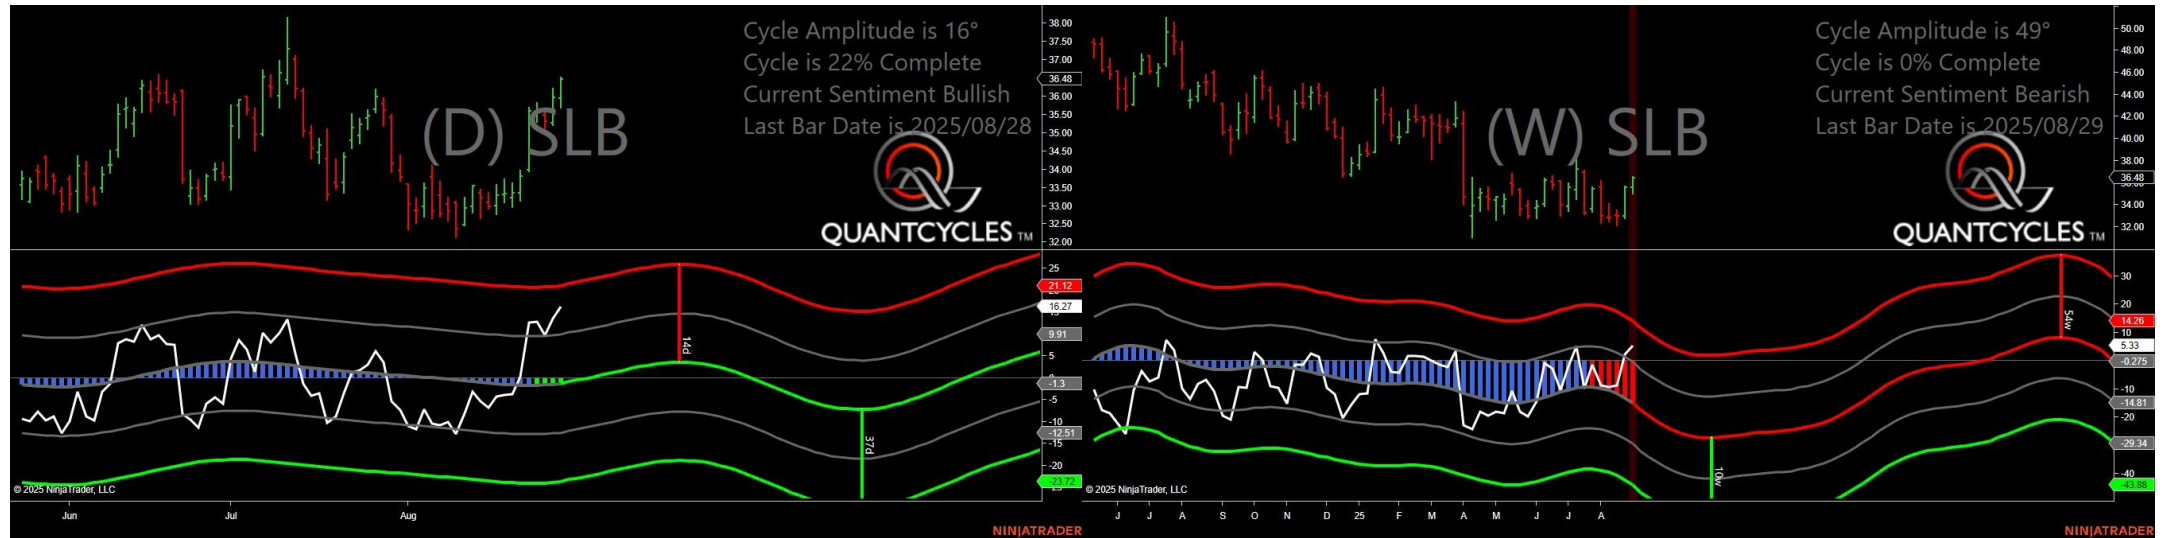 Cycle Amplitude is 16°
Cycle is 22% Complete
Current Sentiment Bullish
Last Bar Date is 2025/08/28
(D) SLB
QUANTCYCLES TM
38.00
37.50
37.00
36.48
36.00
35.50
35.00
34.50
34.00
33.50
33.00
32.50
32.00
25
21.12
16.27
9.91
5
-1.3
-5
-10
-12.51
-15
-20
-23.72
14d
37d
© 2025 NinjaTrader, LLC
Jun
Jul
Aug
NINJATRADER
Cycle Amplitude is 49°
Cycle is 0% Complete
Current Sentiment Bearish
Last Bar Date is 2025/08/29
(W) SLB
QUANTCYCLES TM
50.00
48.00
46.00
44.00
42.00
40.00
38.00
36.48
34.00
32.00
30
20
14.26
10
5.33
-0.275
-10
-14.81
-20
-29.34
-40
-43.88
54w
10w
© 2025 NinjaTrader, LLC
J
J
A
S
O
N
D
25
F
M
A
M
J
J
A
NINJATRADER